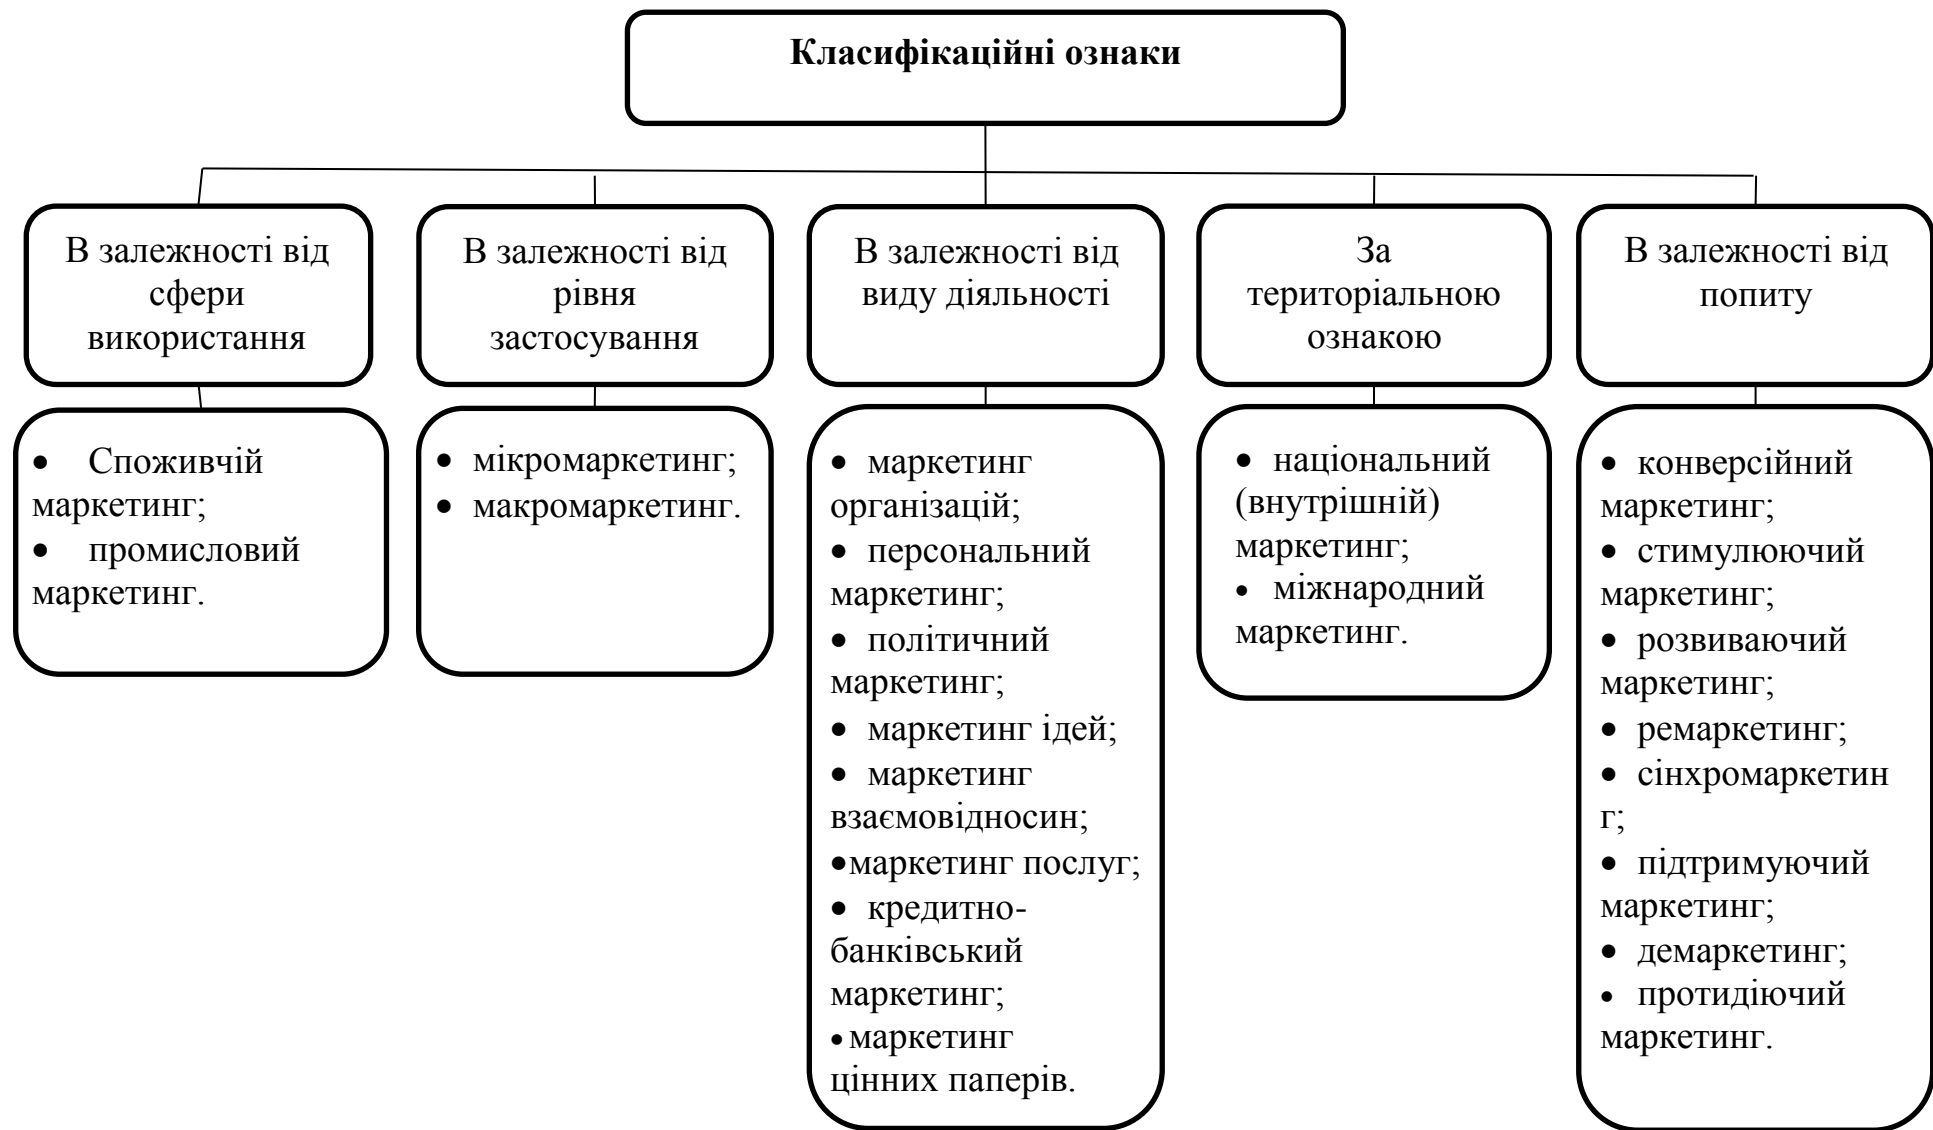 Класифікаційні ознаки
В залежності від
сфери
використання
В залежності від
рівня
застосування
В залежності від
виду діяльності
За
територіальною
ознакою
В залежності від
попиту
• Споживчій
маркетинг;
• промисловий
маркетинг.
• мікромаркетинг;
• макромаркетинг.
• маркетинг
організацій;
• персональний
маркетинг;
• політичний
маркетинг;
• маркетинг ідей;
• маркетинг
взаємовідносин;
•маркетинг послуг;
• кредитно-
банківський
маркетинг;
• маркетинг
цінних паперів.
• національний
(внутрішній)
маркетинг;
• міжнародний
маркетинг.
• конверсійний
маркетинг;
• стимулюючий
маркетинг;
• розвиваючий
маркетинг;
• ремаркетинг;
• сінхромаркетин
г;
• підтримуючий
маркетинг;
• демаркетинг;
• протидіючий
маркетинг.